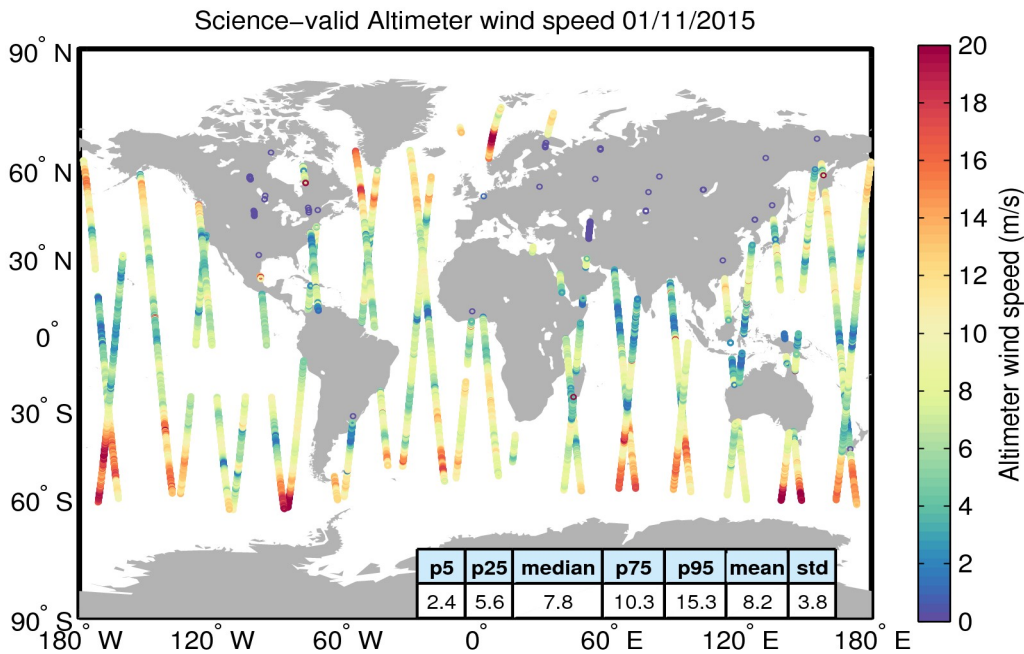 Science−valid Altimeter wind speed 01/11/2015
90° N
60° N
30° N
0°
30° S
60° S
90° S
180° W
120° W
60° W
0°
60° E
120° E
180° E
p5 p25 median p75 p95 mean std
2.4 5.6 7.8 10.3 15.3 8.2 3.8
20
18
16
14
12
10
8
6
4
2
0
Altimeter wind speed (m/s)